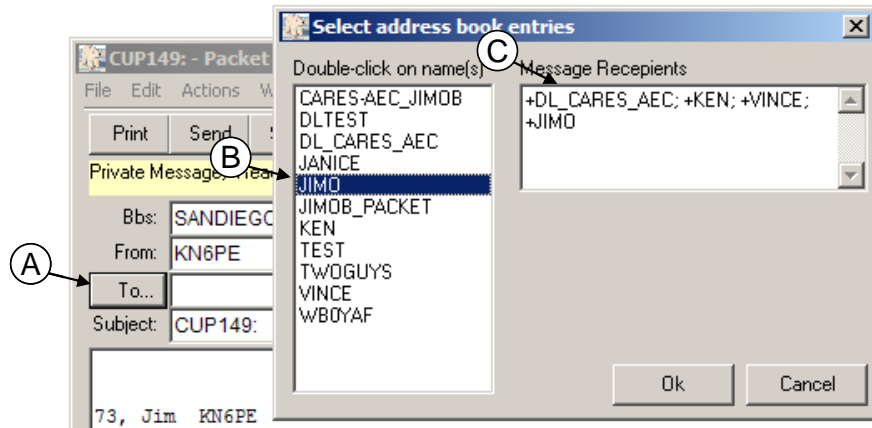 Select address book entries
CUP149: - Packet
C
Double-click on name(s)
Message Recepients
File Edit Actions
CARES-AEC_JIMOB
DLTEST
DL_CARES_AEC
JANICE
JIMO
JIMOB_PACKET
KEN
TEST
TWOGUYS
VINCE
WB0YAF
+DL_CARES_AEC; +KEN; +VINCE;
+JIMO
Print Send
B
Private Message,
Bbs: SANDIEGO
From: KN6PE
A
To...
Subject: CUP149:
Ok Cancel
73, Jim KN6PE